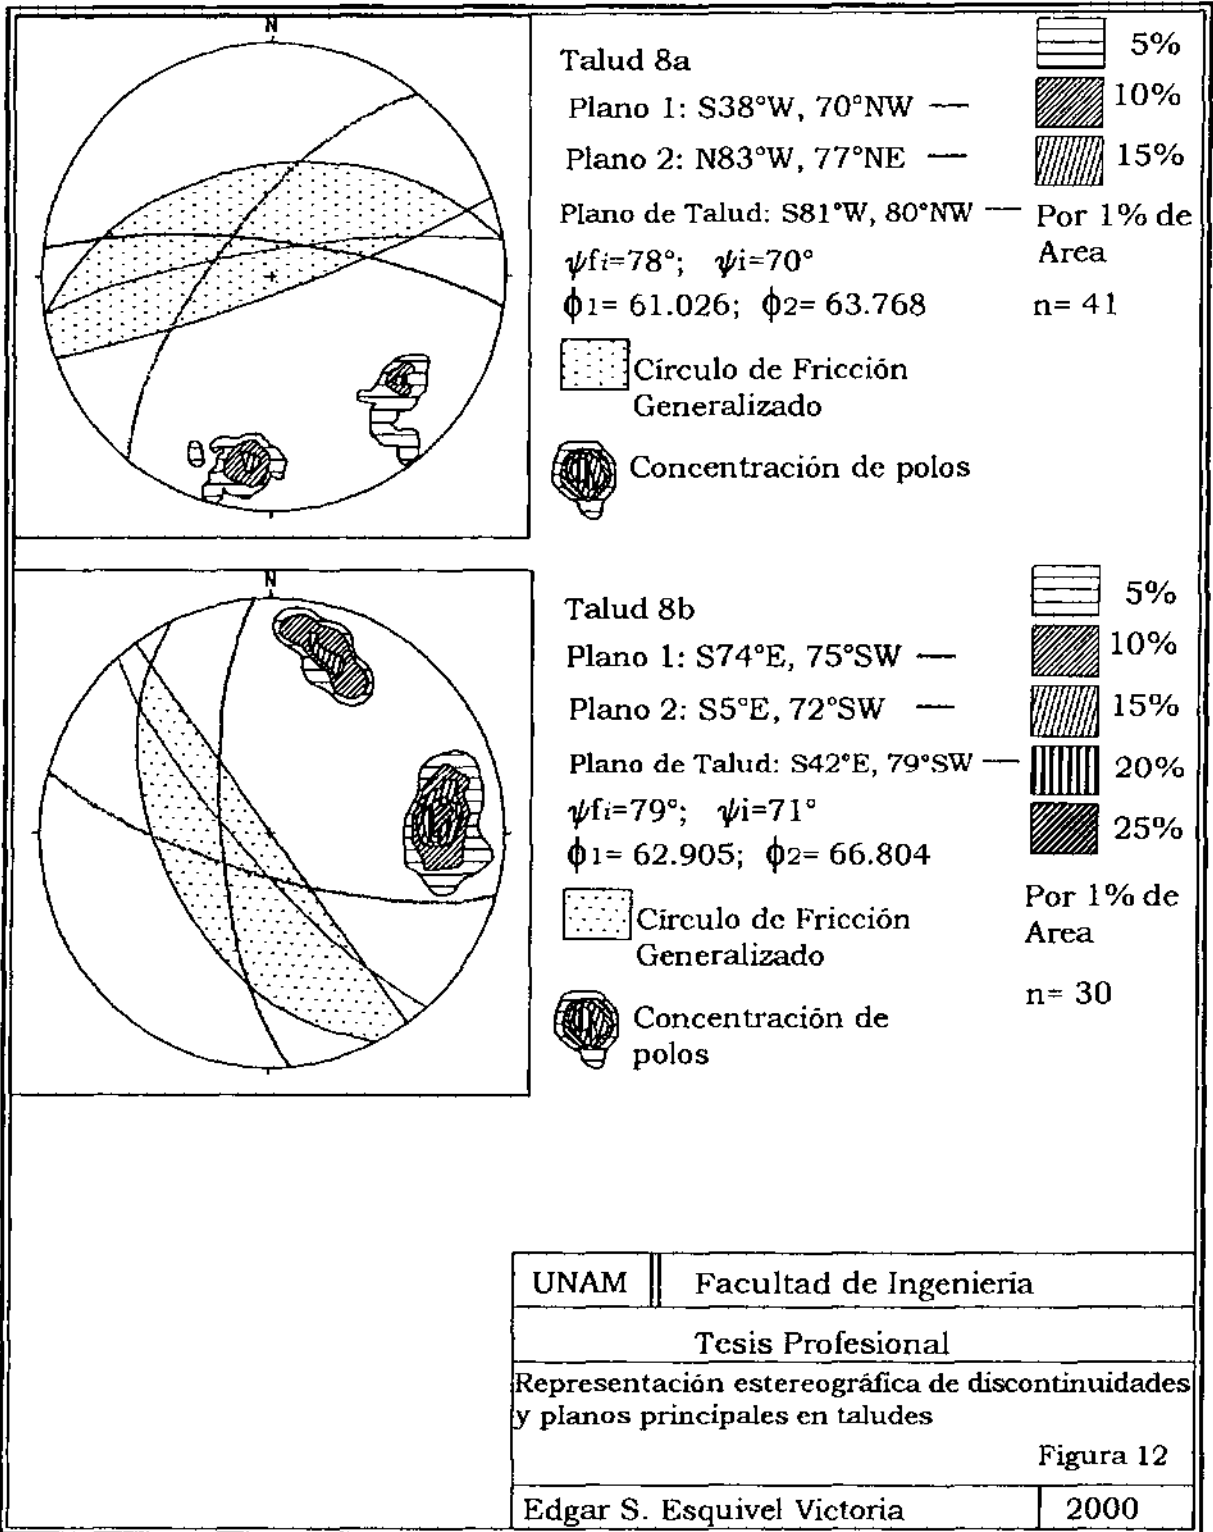 N
Talud 8a
Plano 1: S38°W, 70°NW —
Plano 2: N83°W, 77°NE —
Plano de Talud: S81°W, 80°NW —
ψfi=78°; ψi=70°
ϕ1= 61.026; ϕ2= 63.768
Círculo de Fricción
Generalizado
Concentración de polos
5%
10%
15%
Por 1% de
Area
n= 41
N
Talud 8b
Plano 1: S74°E, 75°SW —
Plano 2: S5°E, 72°SW —
Plano de Talud: S42°E, 79°SW —
ψfi=79°; ψi=71°
ϕ1= 62.905; ϕ2= 66.804
Círculo de Fricción
Generalizado
Concentración de
polos
5%
10%
15%
20%
25%
Por 1% de
Area
n= 30
UNAM
Facultad de Ingeniería
Tesis Profesional
Representación estereográfica de discontinuidades
y planos principales en taludes
Figura 12
Edgar S. Esquivel Victoria
2000